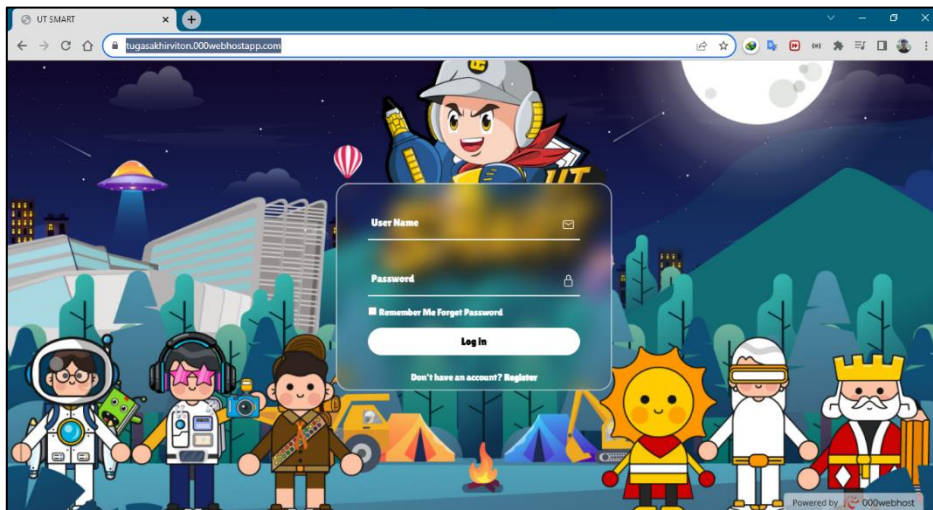 UT SMART
tugasakhirviton.000webhostapp.com
UT
User Name
Password
Remember Me Forget Password
Log in
Don't have an account? Register
Powered by 000webhost